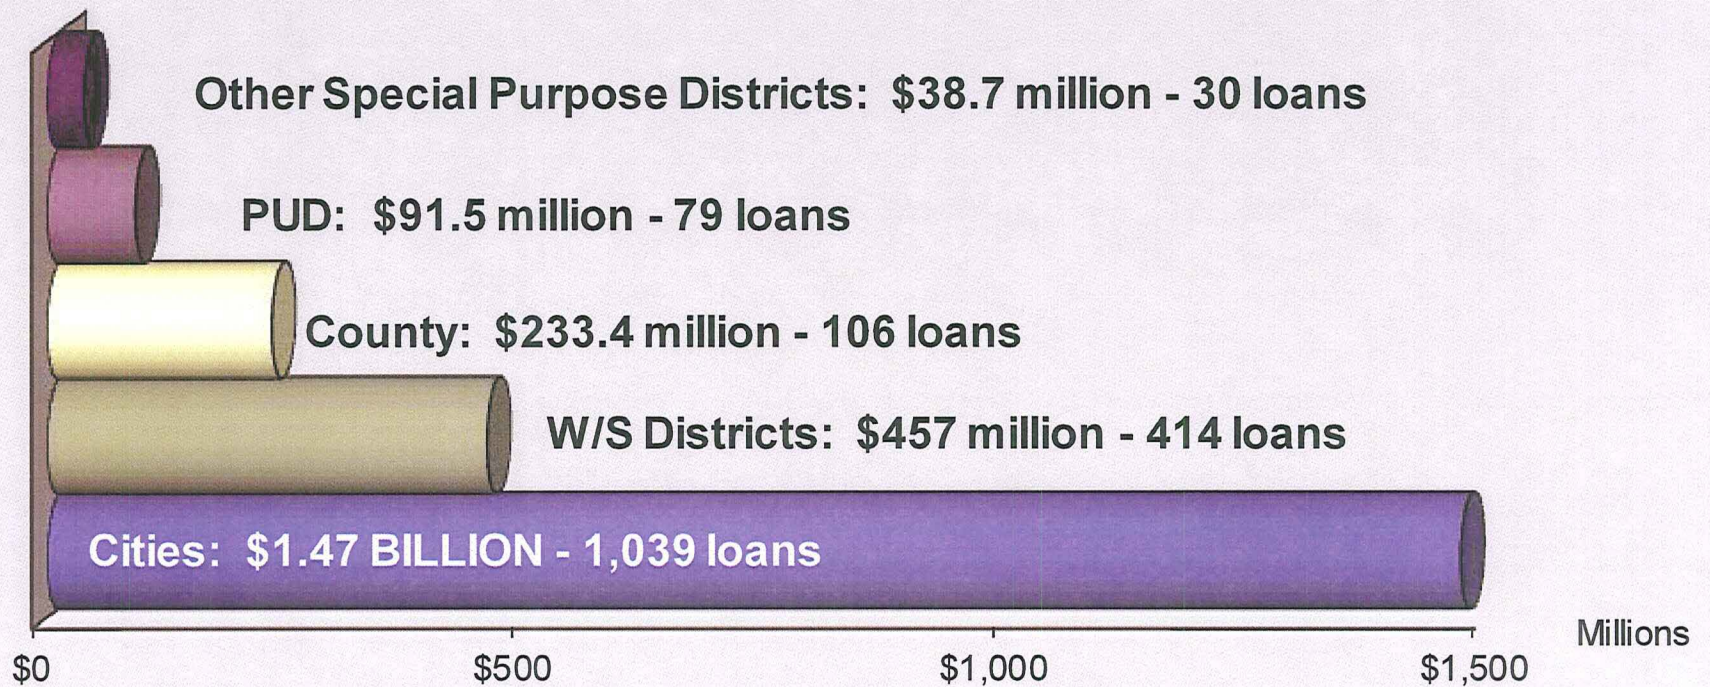 Other Special Purpose Districts: $38.7 million - 30 loans
PUD: $91.5 million - 79 loans
County: $233.4 million - 106 loans
W/S Districts: $457 million - 414 loans
Cities: $1.47 BILLION - 1,039 loans
Millions
$0 $500 $1,000 $1,500